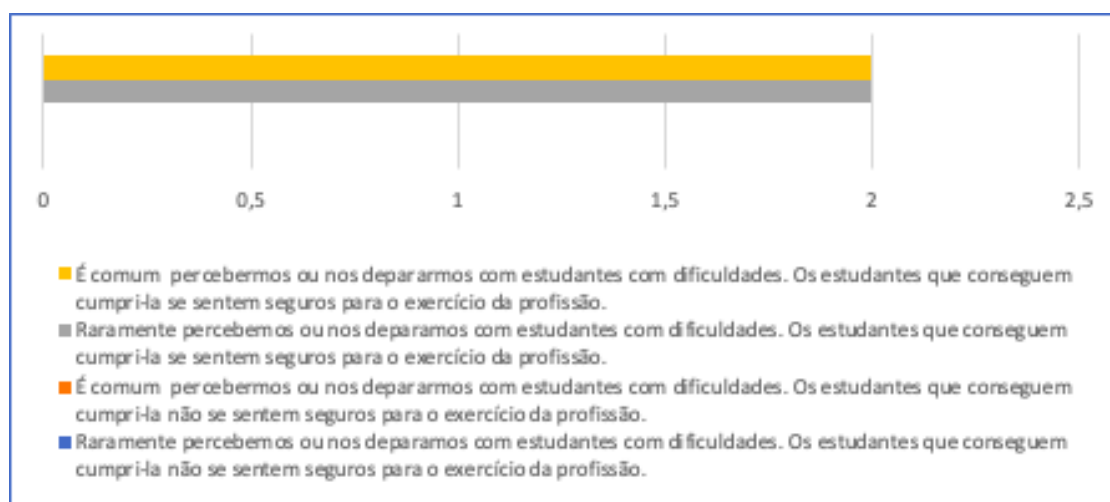 0 0,5 1 1,5 2 2,5
É comum percebermos ou nos depararmos com estudantes com dificuldades. Os estudantes que conseguem
cumpri-la se sentem seguros para o exercício da profissão.
Raramente percebemos ou nos deparamos com estudantes com dificuldades. Os estudantes que conseguem
cumpri-la se sentem seguros para o exercício da profissão.
É comum percebermos ou nos depararmos com estudantes com dificuldades. Os estudantes que conseguem
cumpri-la não se sentem seguros para o exercício da profissão.
Raramente percebemos ou nos deparamos com estudantes com dificuldades. Os estudantes que conseguem
cumpri-la não se sentem seguros para o exercício da profissão.